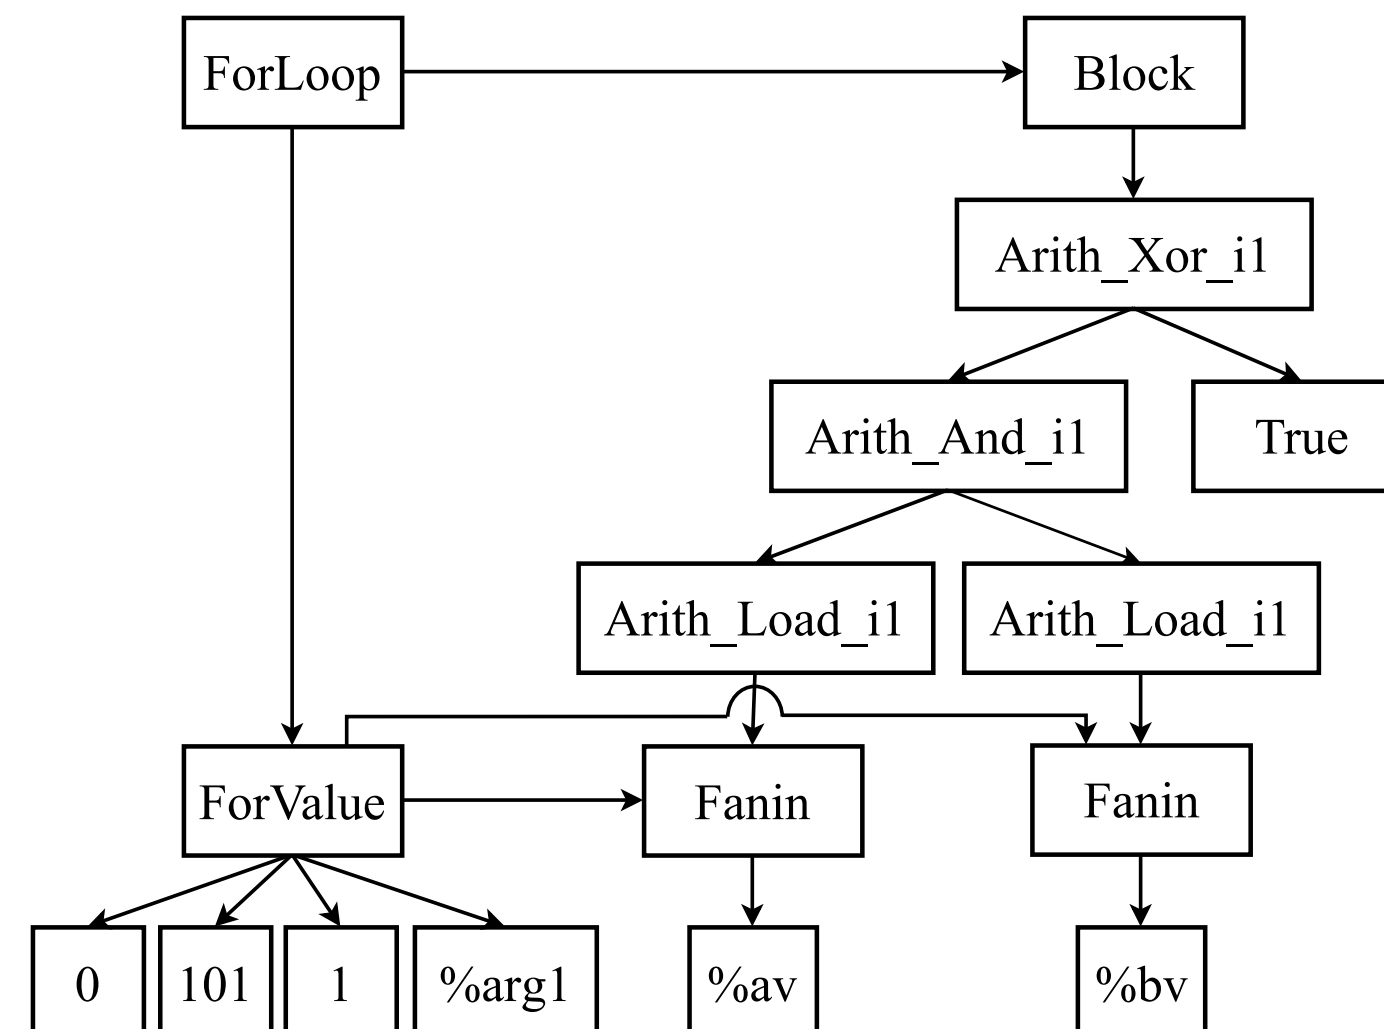 ForLoop
Block
Arith_Xor_i1
Arith_And_i1
True
Arith_Load_i1
Arith_Load_i1
ForValue
Fanin
Fanin
0
101
1
%arg1
%av
%bv